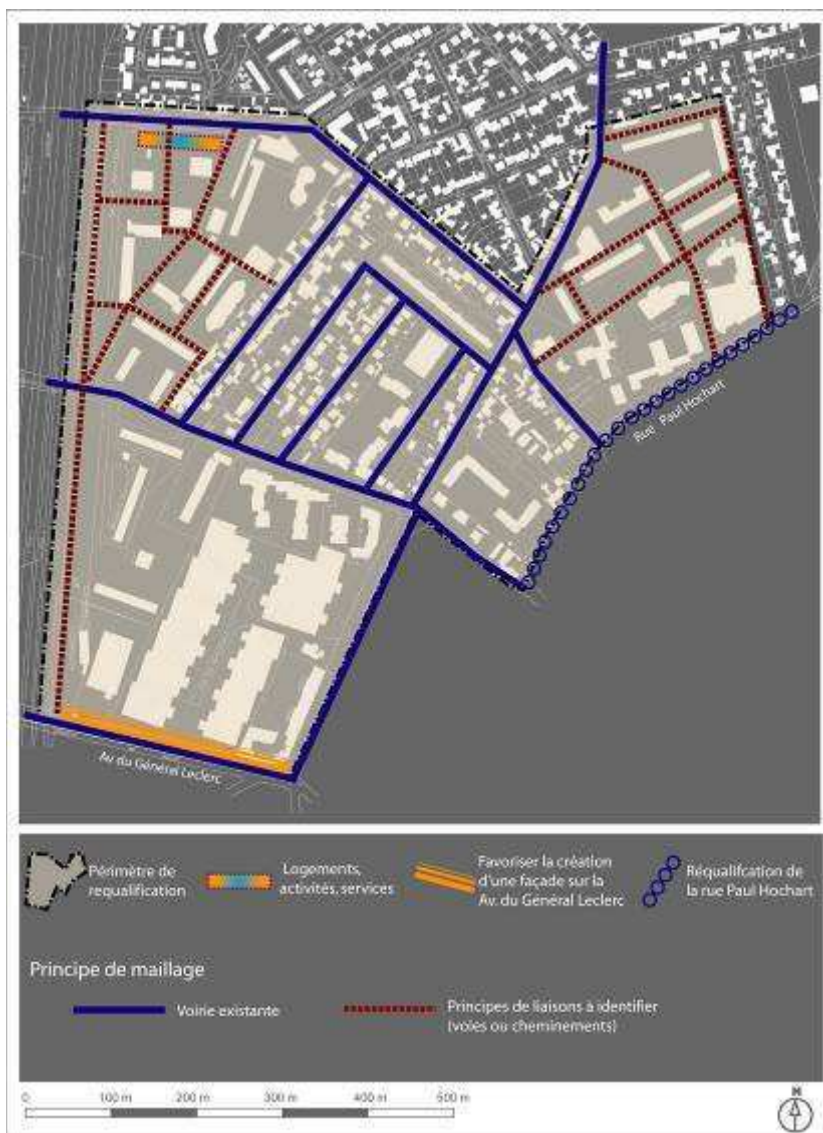 Rue Paul Hochart
Av. du Général Leclerc
Périmètre de
requalification
Logements,
activités, services
Favoriser la création
d'une façade sur la
Av. du Général Leclerc
Réqualifcation de
la rue Paul Hochart
Principe de maillage
Voirie existante
Principes de liaisons à identifier
(voies ou cheminements)
0 100 m 200 m 300 m 400 m 500 m
N